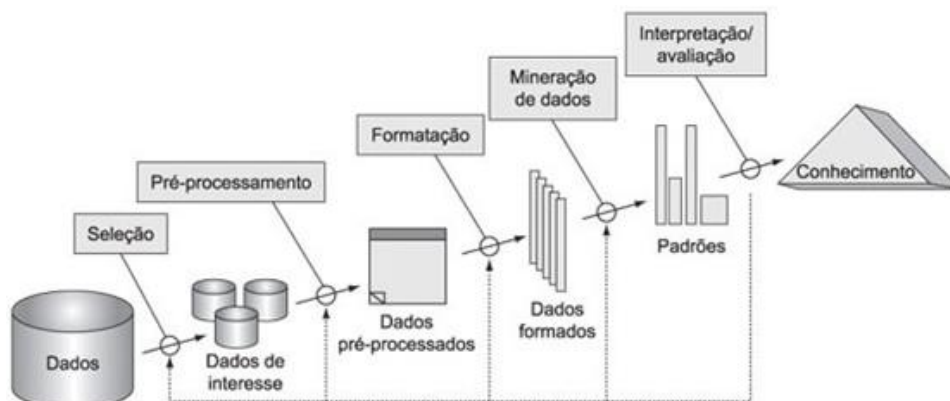 Interpretação/
avaliação
Mineração
de dados
Formatação
Pré-processamento
Seleção
Conhecimento
Padrões
Dados
formados
Dados
pré-processados
Dados de
interesse
Dados